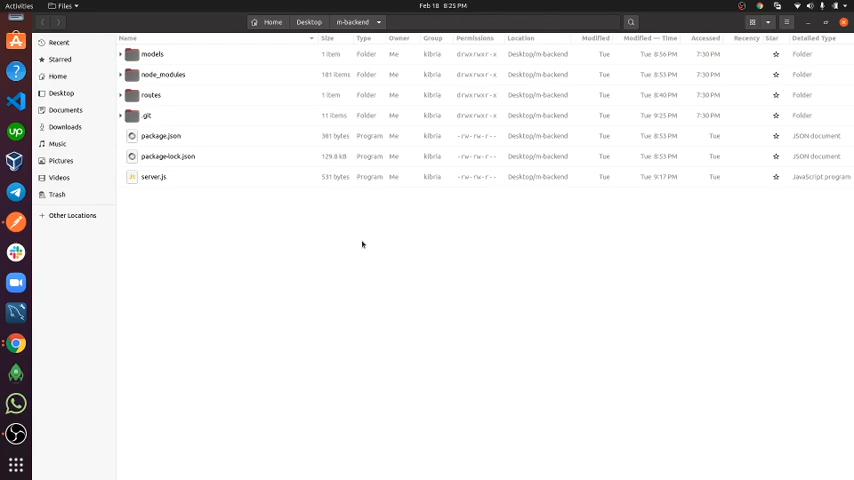 Activities Files Feb 18 8:25 PM
Home Desktop m-backend
Name Size Type Owner Group Permissions Location Modified Modified — Time Accessed Recency Star Detailed Type
Recent
Starred
Home
Desktop
Documents
Downloads
Music
Pictures
Videos
Trash
+ Other Locations
models 1 item Folder Me kibria drwxrwxr-x Desktop/m-backend Tue Tue 8:56 PM 7:30 PM Folder
node_modules 181 items Folder Me kibria drwxrwxr-x Desktop/m-backend Tue Tue 8:53 PM 7:30 PM Folder
routes 1 item Folder Me kibria drwxrwxr-x Desktop/m-backend Tue Tue 8:40 PM 7:30 PM Folder
.git 11 items Folder Me kibria drwxrwxr-x Desktop/m-backend Tue Tue 9:25 PM 7:30 PM Folder
package.json 381 bytes Program Me kibria -rw-rw-r-- Desktop/m-backend Tue Tue 8:53 PM Tue JSON document
package-lock.json 129.8 kB Program Me kibria -rw-rw-r-- Desktop/m-backend Tue Tue 8:53 PM Tue JSON document
server.js 531 bytes Program Me kibria -rw-rw-r-- Desktop/m-backend Tue Tue 9:17 PM Tue JavaScript program